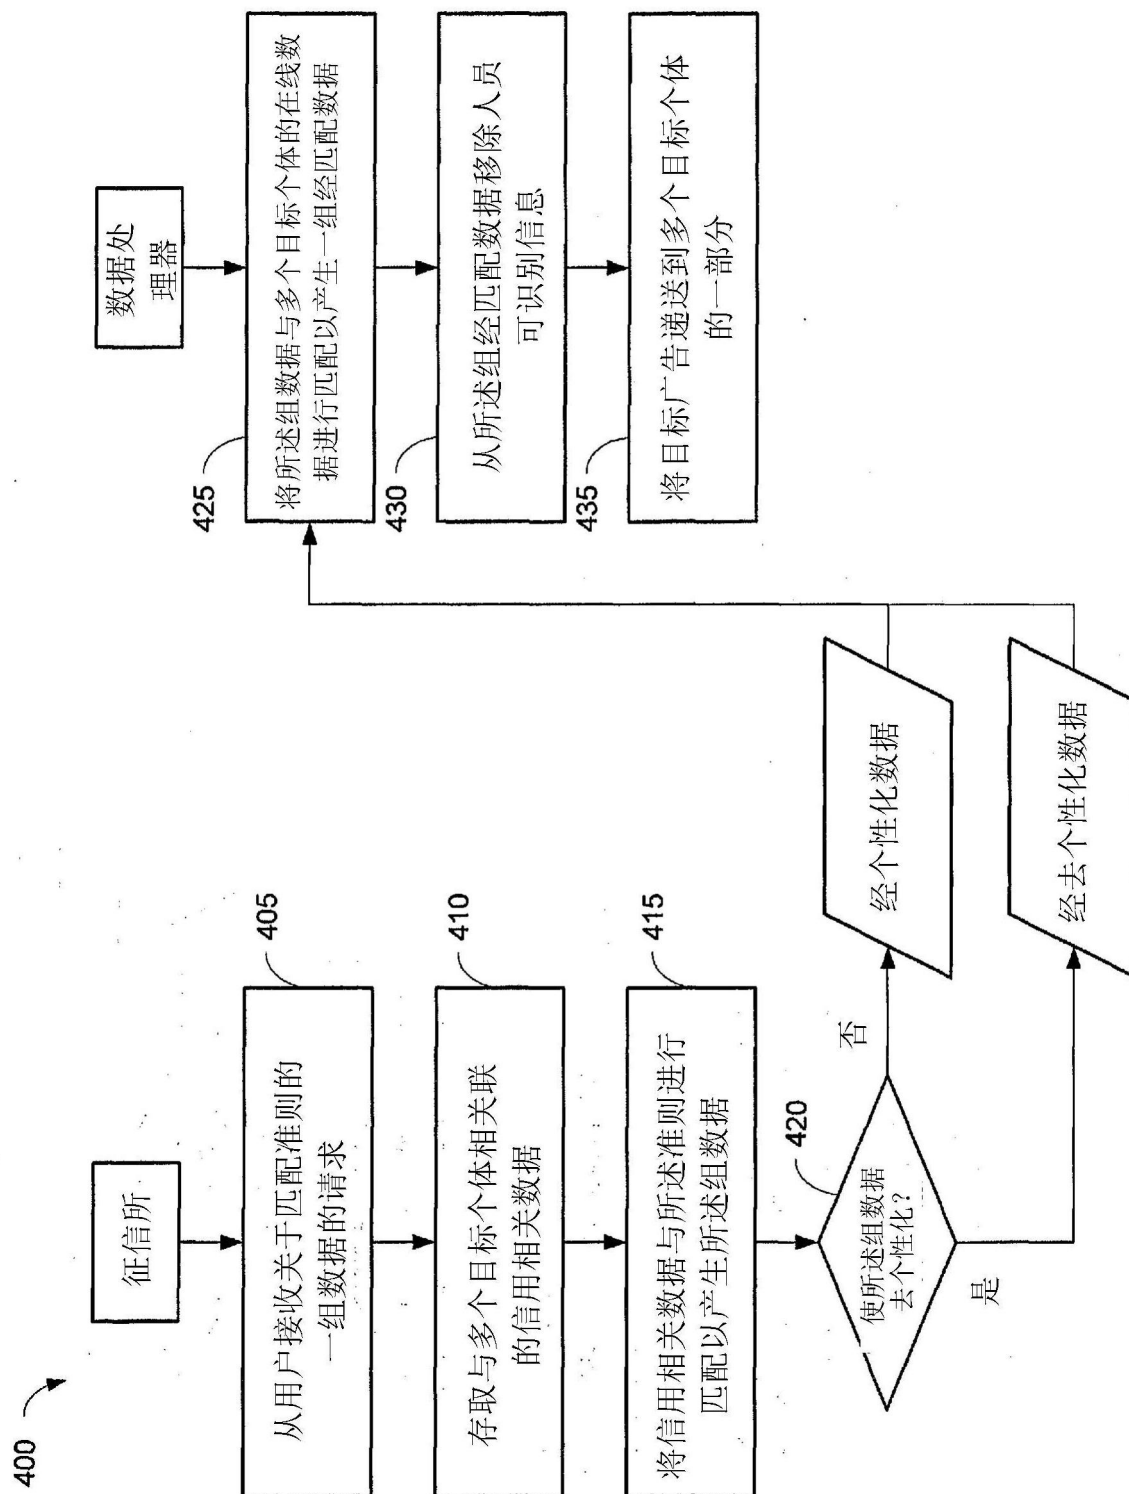 400
征信所
405
从用户接收关于匹配准则的
一组数据的请求
410
存取与多个目标个体相关联
的信用相关数据
415
将信用相关数据与所述准则进行
匹配以产生所述组数据
420
使所述组数据
去个性化?
否
是
经个性化数据
经去个性化数据
数据处
理器
425
将所述组数据与多个目标个体的在线数
据进行匹配以产生一组经匹配数据
430
从所述组经匹配数据移除人员
可识别信息
435
将目标广告递送到多个目标个体
的一部分